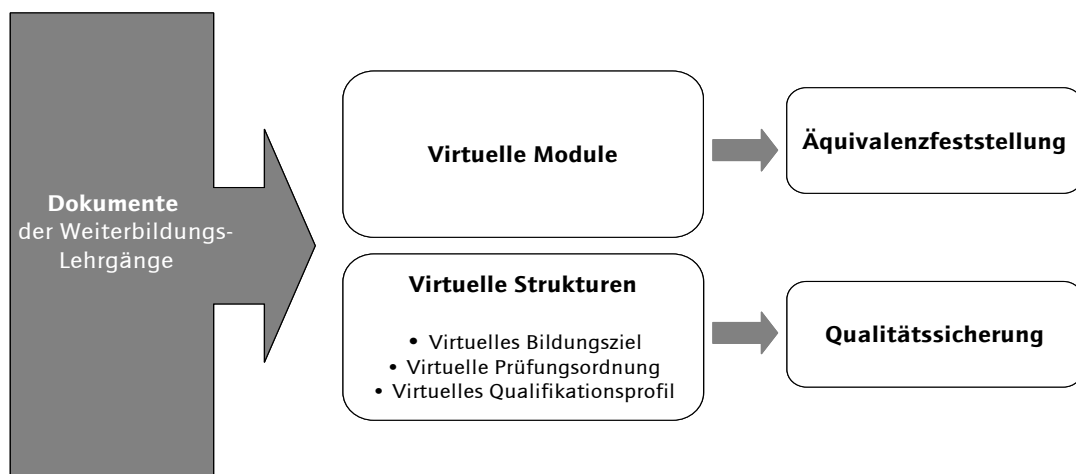 Dokumente
der Weiterbildungs-
Lehrgänge
Virtuelle Module
Äquivalenzfeststellung
Virtuelle Strukturen
• Virtuelles Bildungsziel
• Virtuelle Prüfungsordnung
• Virtuelles Qualifikationsprofil
Qualitätssicherung